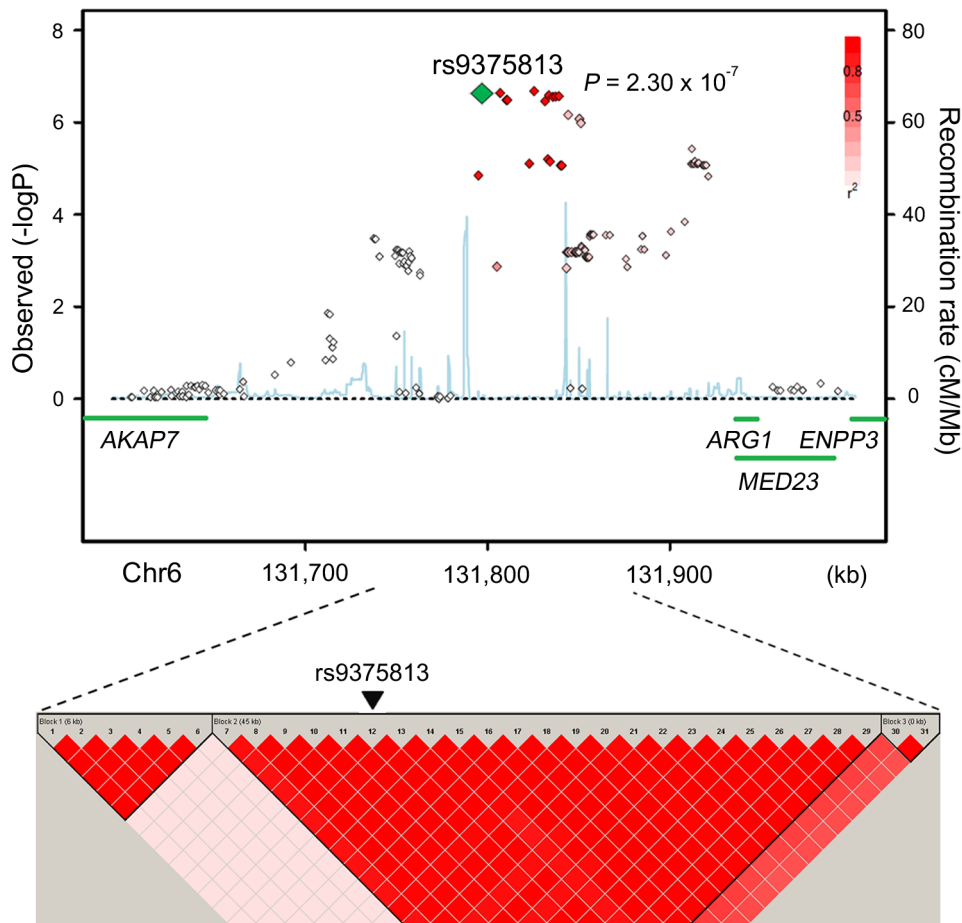 8
6
4
2
0
Observed (-logP)
80
60
40
20
0
Recombination rate (cM/Mb)
rs9375813
P = 2.30 x 10-7
0.8
0.5
r2
AKAP7
ARG1
ENPP3
MED23
Chr6 131,700 131,800 131,900 (kb)
rs9375813
Block 1 (6 kb) Block 2 (45 kb) Block 3 (0 kb)
1 2 3 4 5 6 7 8 9 10 11 12 13 14 15 16 17 18 19 20 21 22 23 24 25 26 27 28 29 30 31